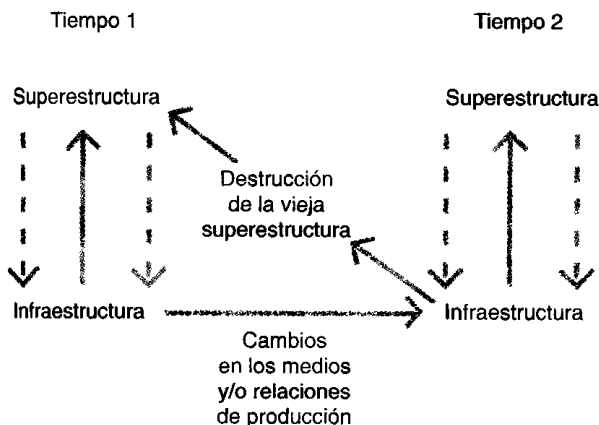 Tiempo 1
Tiempo 2
Superestructura
Superestructura
Destrucción
de la vieja
superestructura
Infraestructura
Infraestructura
Cambios
en los medios
y/o relaciones
de producción